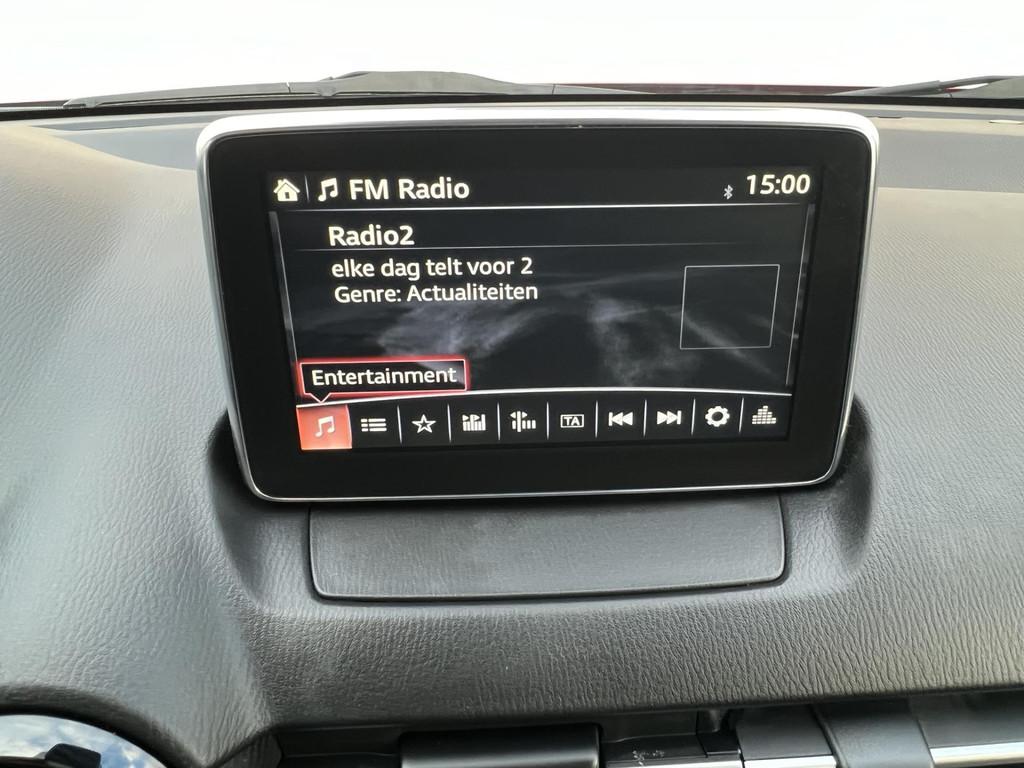 FM Radio
15:00
Radio2
elke dag telt voor 2
Genre: Actualiteiten
Entertainment
TA